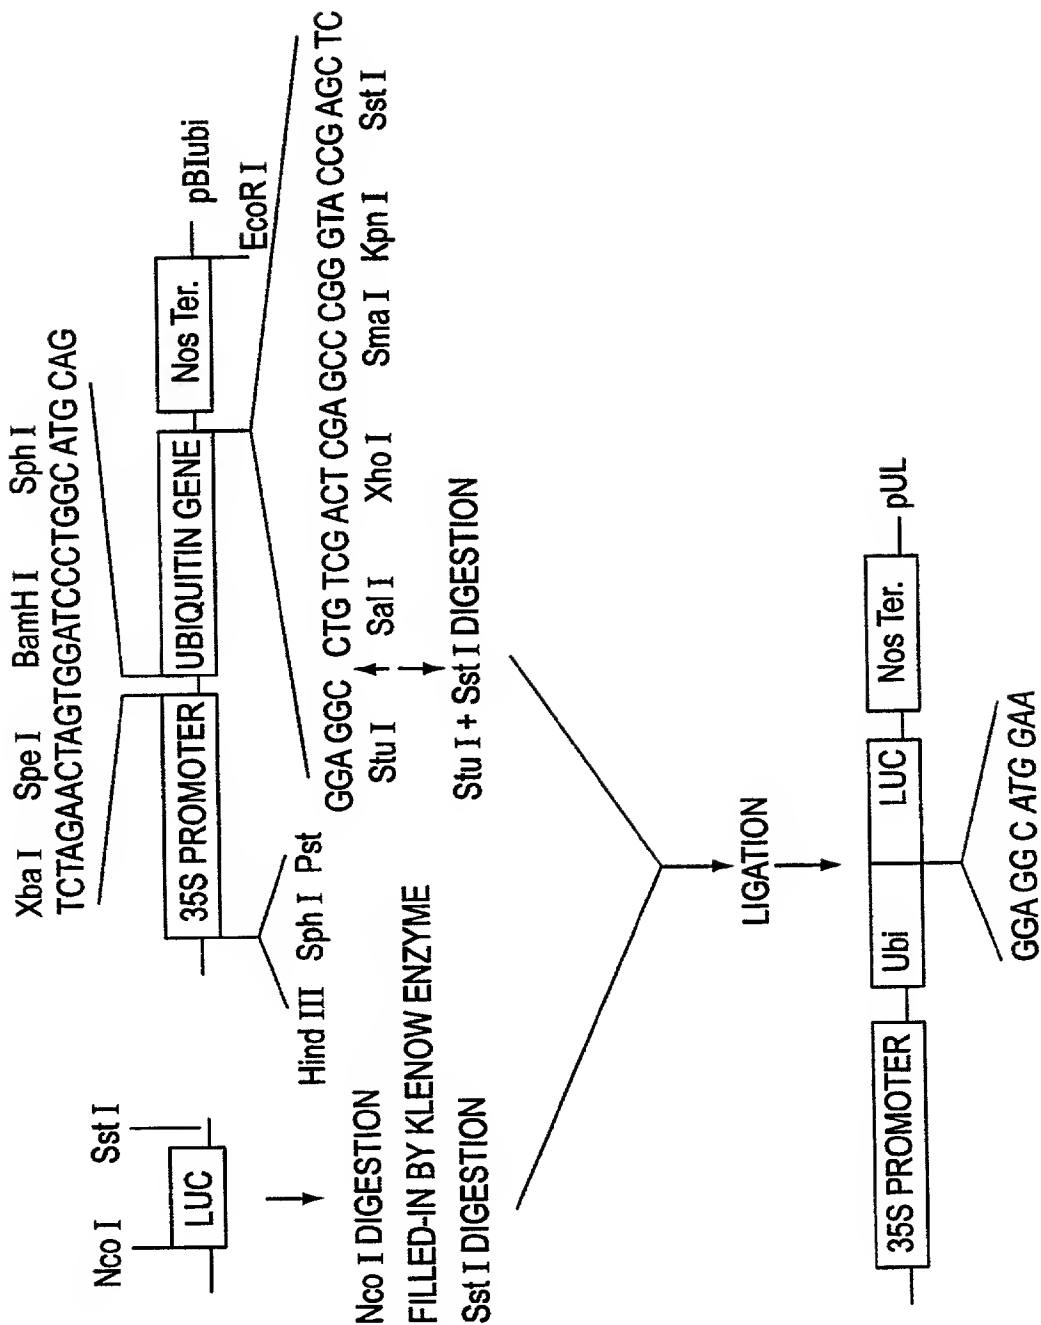 Nco I Sst I
LUC
Nco I DIGESTION
FILLED-IN BY KLENOW ENZYME
Sst I DIGESTION
Xba I Spe I BamH I Sph I
TCTAGAACTAGTGGATCCCTGGC ATG CAG
35S PROMOTER UBIQUITIN GENE Nos Ter. pBIubi
EcoR I
Hind III Sph I Pst
GGA GGC CTG TCG ACT CGA GCC CGG GTA CCG AGC TC
Stu I Sal I Xho I Sma I Kpn I Sst I
Stu I + Sst I DIGESTION
LIGATION
35S PROMOTER Ubi LUC Nos Ter. pUL
GGA GG C ATG GAA